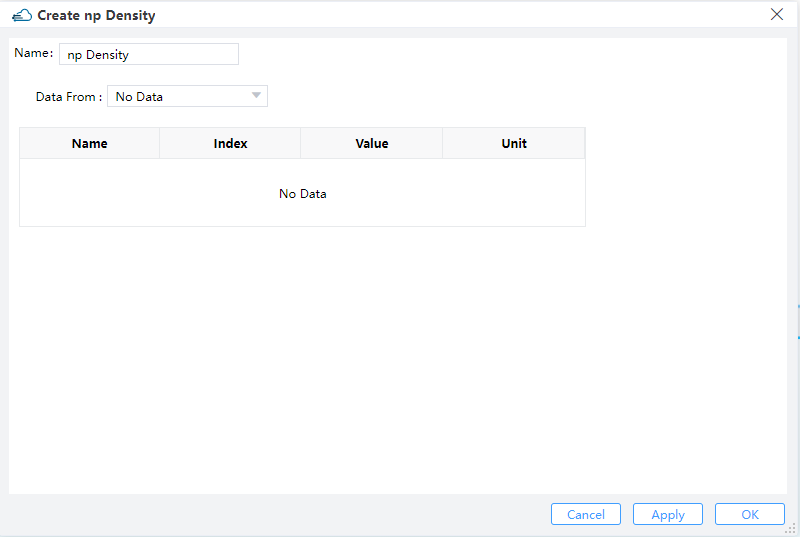 Create np Density
Name: np Density
Data From : No Data
Name Index Value Unit
No Data
Cancel Apply OK